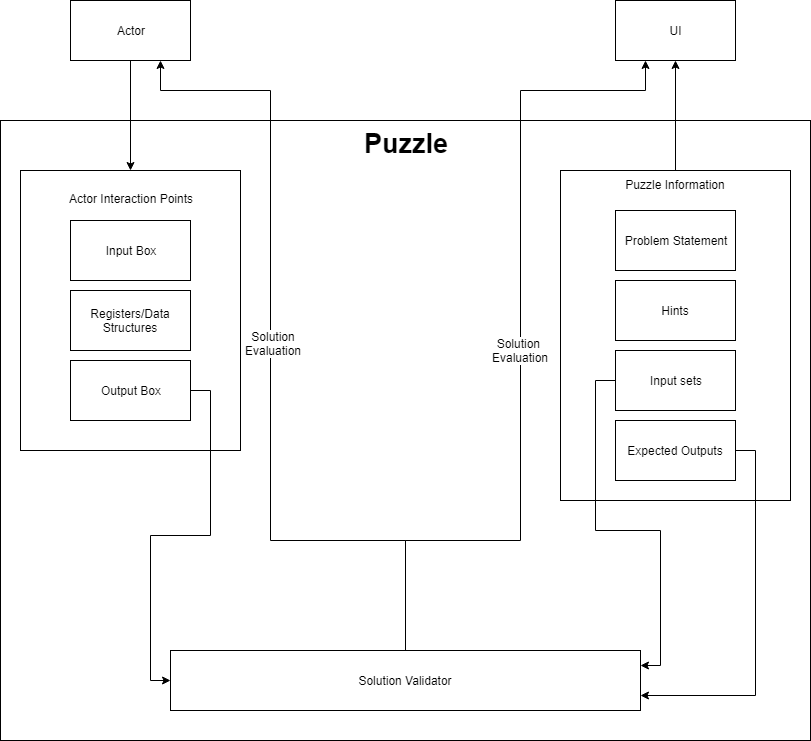 Actor
UI
Puzzle
Actor Interaction Points
Input Box
Registers/Data
Structures
Output Box
Solution
Evaluation
Solution
Evaluation
Puzzle Information
Problem Statement
Hints
Input sets
Expected Outputs
Solution Validator